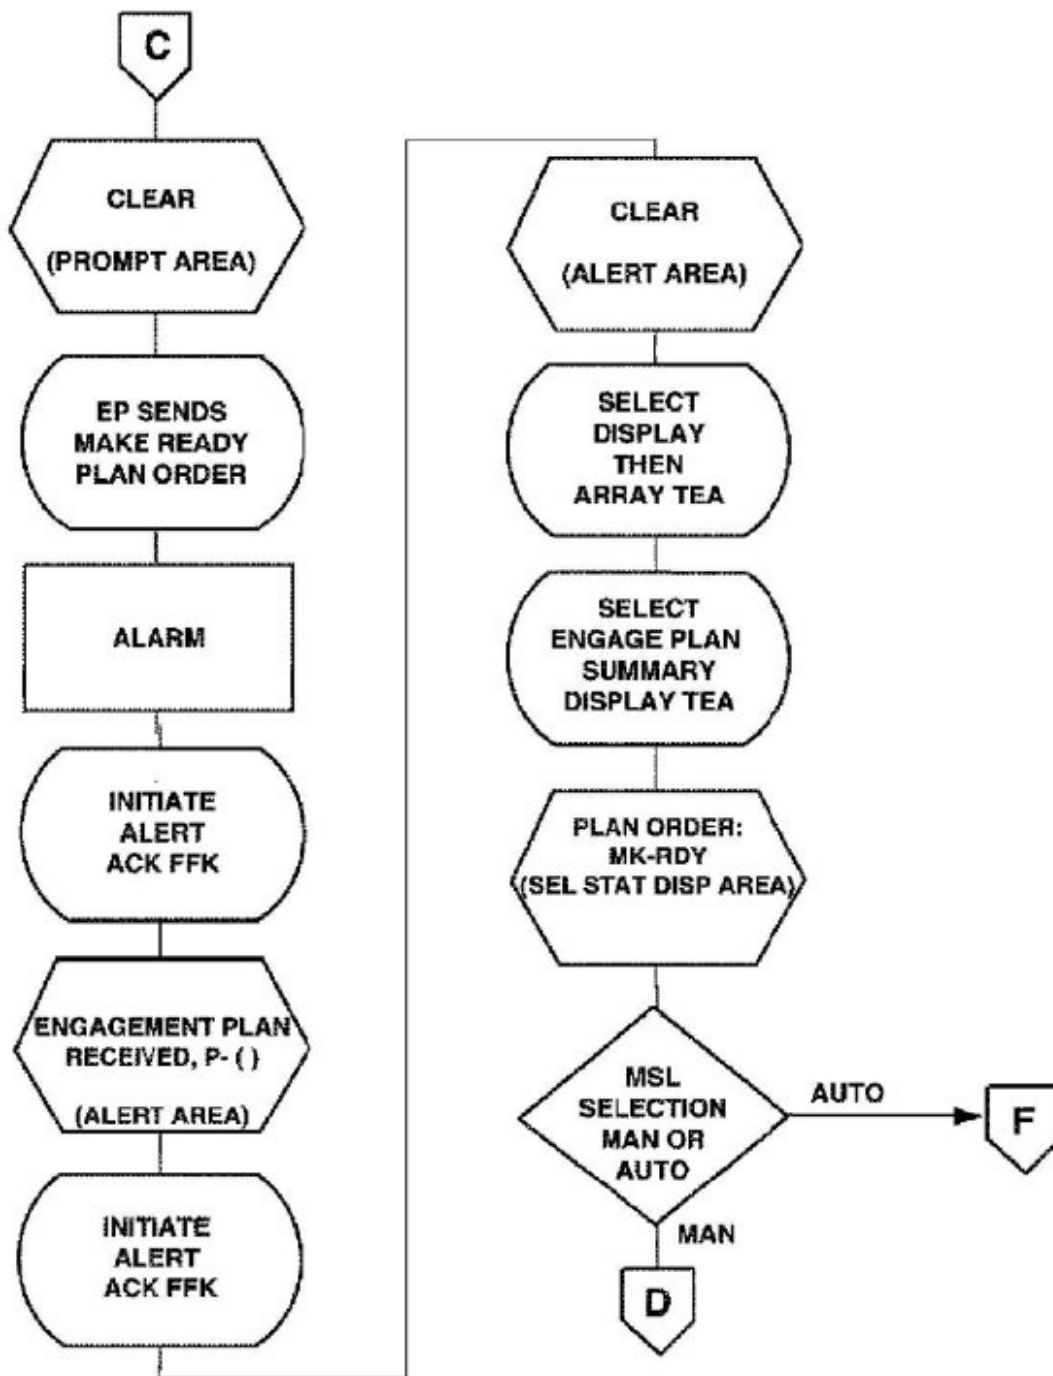 C
CLEAR
(PROMPT AREA)
EP SENDS
MAKE READY
PLAN ORDER
ALARM
INITIATE
ALERT
ACK FFK
ENGAGEMENT PLAN
RECEIVED, P- ( )
(ALERT AREA)
INITIATE
ALERT
ACK FFK
CLEAR
(ALERT AREA)
SELECT
DISPLAY
THEN
ARRAY TEA
SELECT
ENGAGE PLAN
SUMMARY
DISPLAY TEA
PLAN ORDER:
MK-RDY
(SEL STAT DISP AREA)
MSL
SELECTION
MAN OR
AUTO
AUTO
F
MAN
D